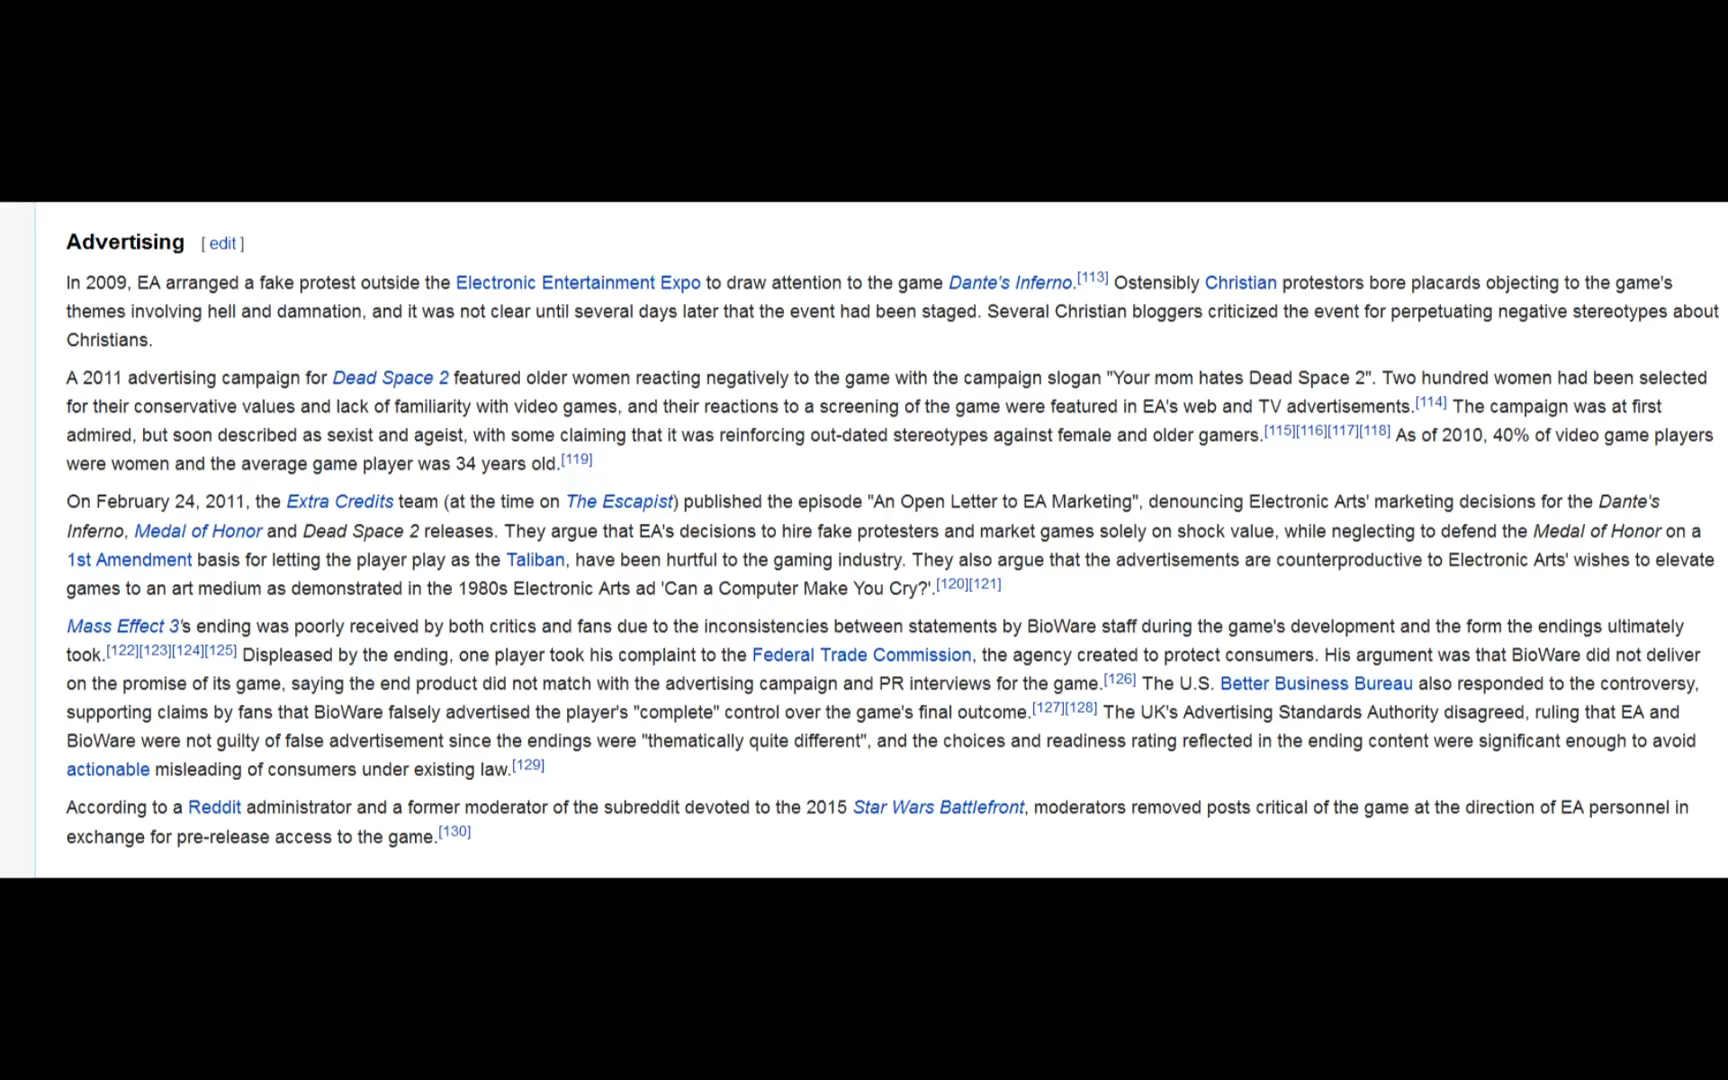 Advertising [ edit ]
In 2009, EA arranged a fake protest outside the Electronic Entertainment Expo to draw attention to the game Dante's Inferno.[113] Ostensibly Christian protestors bore placards objecting to the game's
themes involving hell and damnation, and it was not clear until several days later that the event had been staged. Several Christian bloggers criticized the event for perpetuating negative stereotypes about
Christians.
A 2011 advertising campaign for Dead Space 2 featured older women reacting negatively to the game with the campaign slogan "Your mom hates Dead Space 2". Two hundred women had been selected
for their conservative values and lack of familiarity with video games, and their reactions to a screening of the game were featured in EA's web and TV advertisements.[114] The campaign was at first
admired, but soon described as sexist and ageist, with some claiming that it was reinforcing out-dated stereotypes against female and older gamers.[115][116][117][118] As of 2010, 40% of video game players
were women and the average game player was 34 years old.[119]
On February 24, 2011, the Extra Credits team (at the time on The Escapist) published the episode "An Open Letter to EA Marketing", denouncing Electronic Arts' marketing decisions for the Dante's
Inferno, Medal of Honor and Dead Space 2 releases. They argue that EA's decisions to hire fake protesters and market games solely on shock value, while neglecting to defend the Medal of Honor on a
1st Amendment basis for letting the player play as the Taliban, have been hurtful to the gaming industry. They also argue that the advertisements are counterproductive to Electronic Arts' wishes to elevate
games to an art medium as demonstrated in the 1980s Electronic Arts ad 'Can a Computer Make You Cry?'.[120][121]
Mass Effect 3's ending was poorly received by both critics and fans due to the inconsistencies between statements by BioWare staff during the game's development and the form the endings ultimately
took.[122][123][124][125] Displeased by the ending, one player took his complaint to the Federal Trade Commission, the agency created to protect consumers. His argument was that BioWare did not deliver
on the promise of its game, saying the end product did not match with the advertising campaign and PR interviews for the game.[126] The U.S. Better Business Bureau also responded to the controversy,
supporting claims by fans that BioWare falsely advertised the player's "complete" control over the game's final outcome.[127][128] The UK's Advertising Standards Authority disagreed, ruling that EA and
BioWare were not guilty of false advertisement since the endings were "thematically quite different", and the choices and readiness rating reflected in the ending content were significant enough to avoid
actionable misleading of consumers under existing law.[129]
According to a Reddit administrator and a former moderator of the subreddit devoted to the 2015 Star Wars Battlefront, moderators removed posts critical of the game at the direction of EA personnel in
exchange for pre-release access to the game.[130]